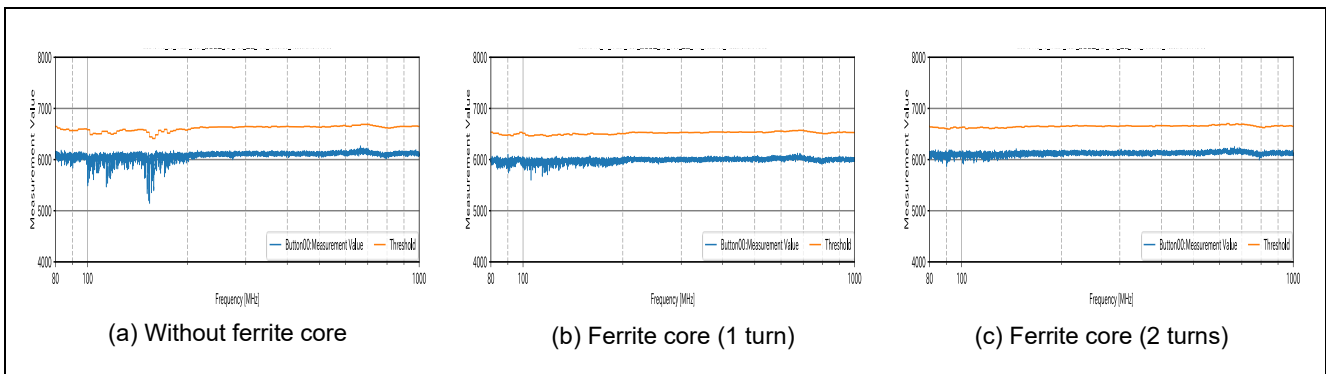 8000
7000
6000
5000
4000
Measurement Value
Button00:Measurement Value
Threshold
80
100
1000
Frequency [MHz]
(a) Without ferrite core
8000
7000
6000
5000
4000
Measurement Value
Button00:Measurement Value
Threshold
80
100
1000
Frequency [MHz]
(b) Ferrite core (1 turn)
8000
7000
6000
5000
4000
Measurement Value
Button00:Measurement Value
Threshold
80
100
1000
Frequency [MHz]
(c) Ferrite core (2 turns)